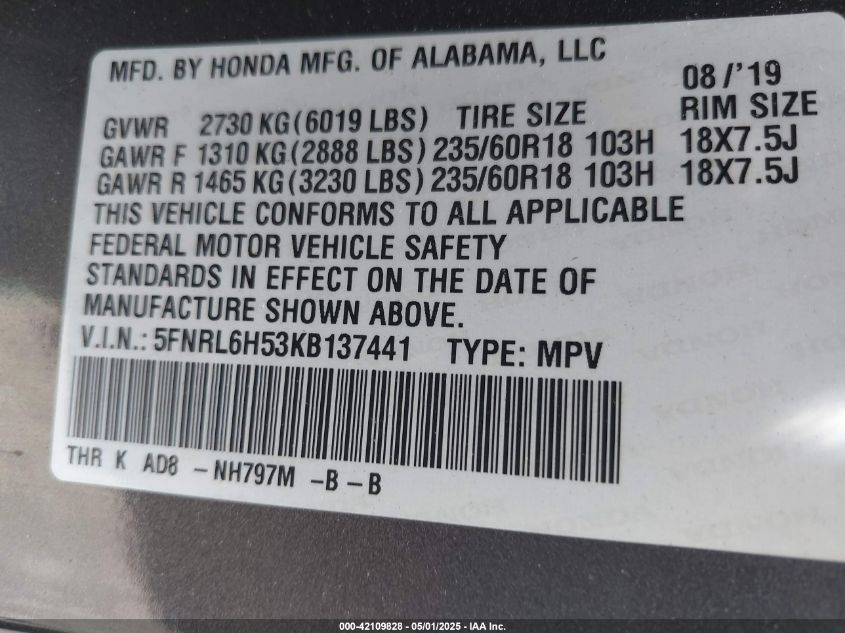 MFD. BY HONDA MFG. OF ALABAMA, LLC
08/'19
GVWR 2730 KG(6019 LBS) TIRE SIZE RIM SIZE
GAWR F 1310 KG(2888 LBS) 235/60R18 103H 18X7.5J
GAWR R 1465 KG(3230 LBS) 235/60R18 103H 18X7.5J
THIS VEHICLE CONFORMS TO ALL APPLICABLE
FEDERAL MOTOR VEHICLE SAFETY
STANDARDS IN EFFECT ON THE DATE OF
MANUFACTURE SHOWN ABOVE.
V.I.N.: 5FNRL6H53KB137441 TYPE: MPV
THR K AD8 -NH797M -B-B
000-42109828 - 05/01/2025 - IAA Inc.